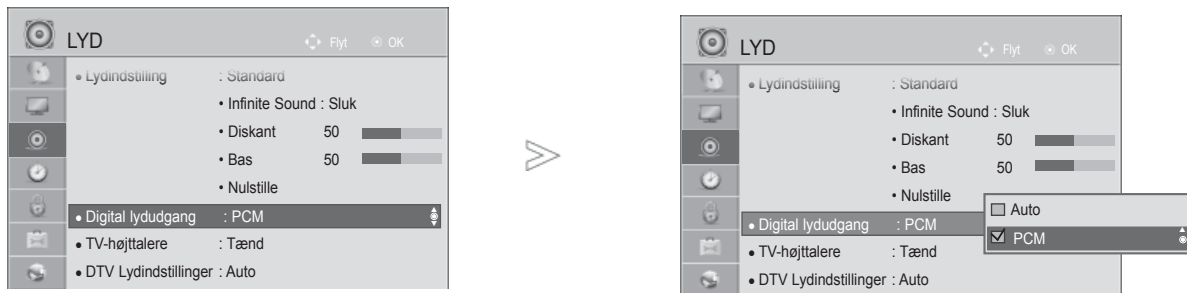 LYD
Flyt OK
• Lydindstilling : Standard
• Infinite Sound : Sluk
• Diskant 50
• Bas 50
• Nulstille
• Digital lydudgang : PCM
• TV-højttalere : Tænd
• DTV Lydindstillinger : Auto
>
LYD
Flyt OK
• Lydindstilling : Standard
• Infinite Sound : Sluk
• Diskant 50
• Bas 50
• Nulstille
• Digital lydudgang : PCM
• TV-højttalere : Tænd
• DTV Lydindstillinger : Auto
Auto
PCM